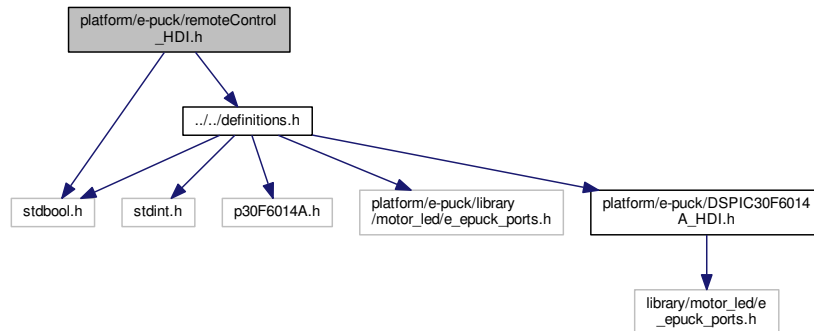 platform/e-puck/remoteControl
_HDI.h
../../definitions.h
stdbool.h
stdint.h
p30F6014A.h
platform/e-puck/library
/motor_led/e_epuck_ports.h
platform/e-puck/DSPIC30F6014
A_HDI.h
library/motor_led/e
_epuck_ports.h